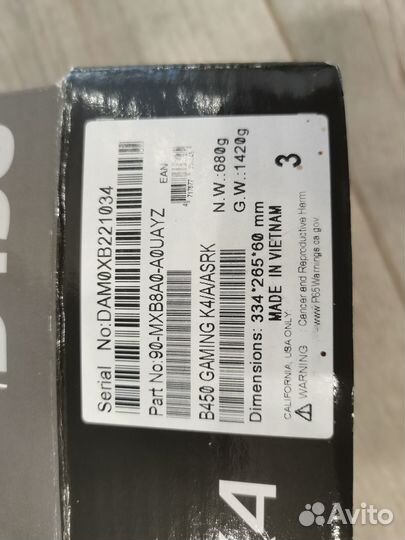 Serial No:DAM0XB221034
Part No:90-MXB8A0-A0UAYZ
EAN
B450 GAMING K4/A/ASRK
N.W.:680g
G.W.:1420g
Dimensions: 334*265*60 mm
MADE IN VIETNAM
3
CALIFORNIA, USA ONLY
⚠ WARNING Cancer and Reproductive Harm
www.P65Warnings.ca.gov
Avito